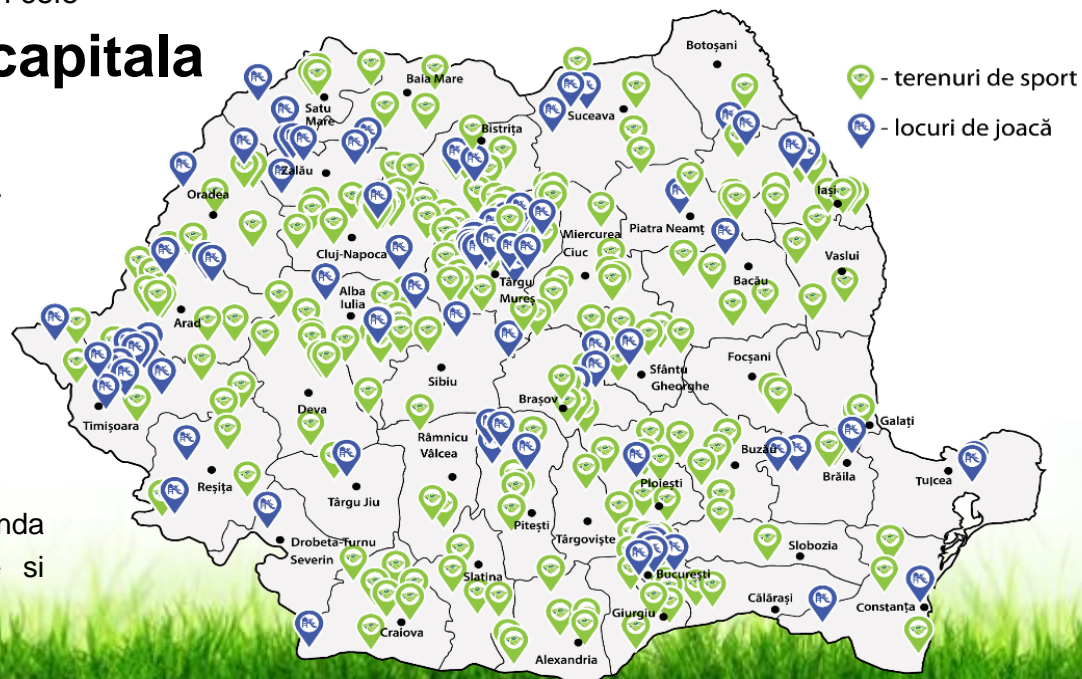 capitala
nda
e si
- terenuri de sport
- locuri de joacă
Botoșani
Satu
Mare
Baia Mare
Suceava
Bistrița
Zalău
Oradea
Iași
Piatra Neamț
Cluj-Napoca
Miercurea
Ciuc
Vaslui
Târgu
Mureș
Bacău
Alba
Iulia
Arad
Sibiu
Sfântu
Gheorghe
Focșani
Deva
Brașov
Timișoara
Galați
Râmnicu
Vâlcea
Buzău
Reșița
Târgu Jiu
Ploiești
Brăila
Tulcea
Pitești
Târgoviște
Drobeta-Turnu
Severin
Slobozia
Slatina
București
Călărași
Constanța
Giurgiu
Craiova
Alexandria